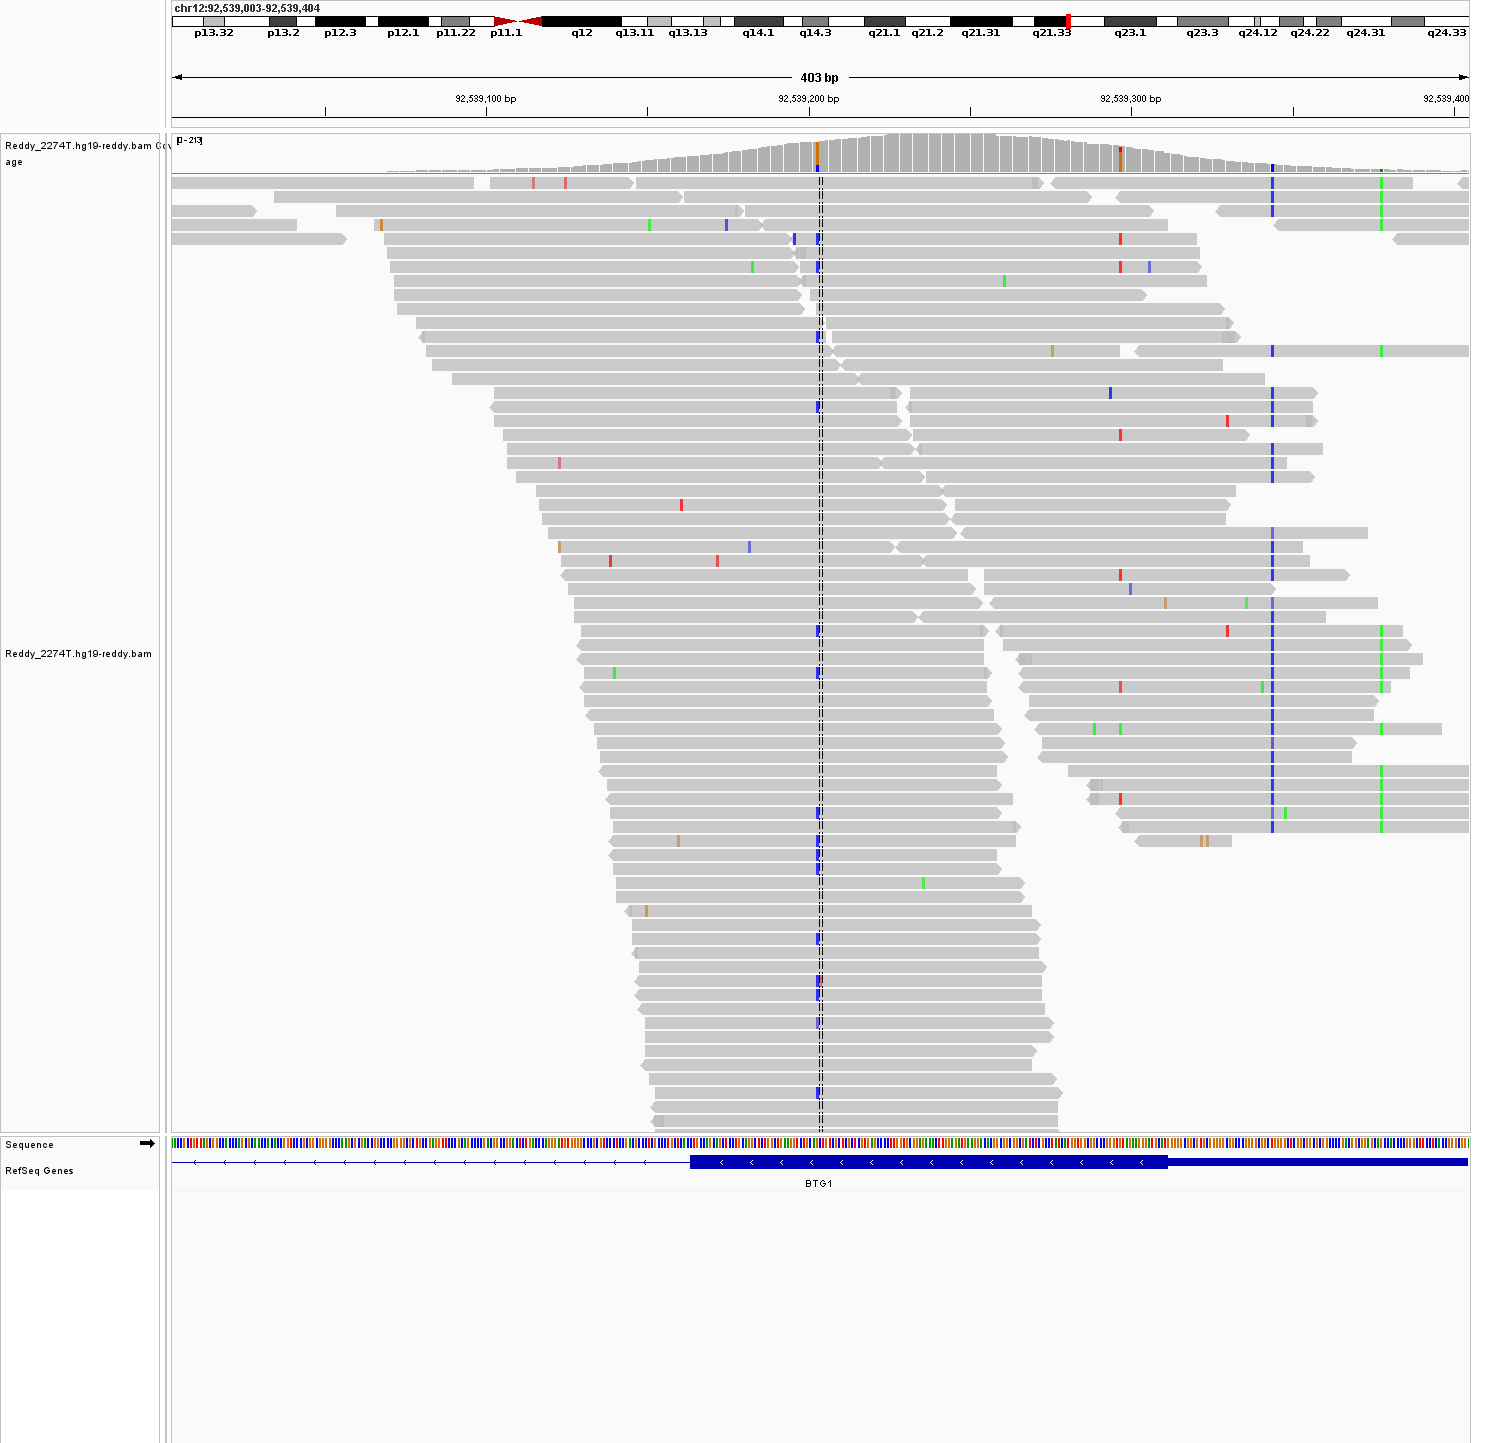 chr12:92,539,003-92,539,404
p13.32 p13.2 p12.3 p12.1 p11.22 p11.1 q12 q13.11 q13.13 q14.1 q14.3 q21.1 q21.2 q21.31 q21.33 q23.1 q23.3 q24.12 q24.22 q24.31 q24.33
403 bp
92,539,100 bp 92,539,200 bp 92,539,300 bp 92,539,400
Reddy_2274T.hg19-reddy.bam Cov
age
[0-213]
Reddy_2274T.hg19-reddy.bam
Sequence
RefSeq Genes
BTG1